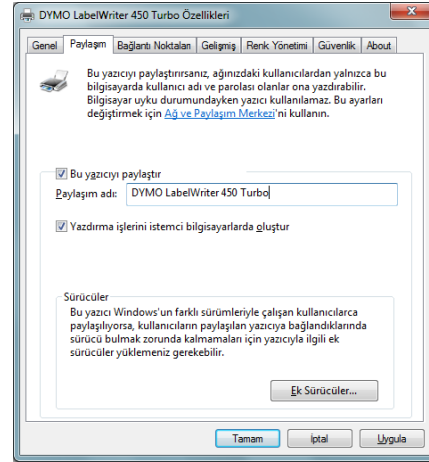 DYMO LabelWriter 450 Turbo Özellikleri
Genel Paylaşım Bağlantı Noktaları Gelişmiş Renk Yönetimi Güvenlik About
Bu yazıcıyı paylaştırırsanız, ağınızdaki kullanıcılardan yalnızca bu
bilgisayarda kullanıcı adı ve parolası olanlar ona yazdırabilir.
Bilgisayar uyku durumundayken yazıcı kullanılamaz. Bu ayarları
değiştirmek için Ağ ve Paylaşım Merkezi'ni kullanın.
Bu yazıcıyı paylaştır
Paylaşım adı: DYMO LabelWriter 450 Turbo
Yazdırma işlerini istemci bilgisayarlarda oluştur
Sürücüler
Bu yazıcı Windows'un farklı sürümleriyle çalışan kullanıcılarca
paylaşılıyorsa, kullanıcıların paylaşılan yazıcıya bağlandıklarında
sürücü bulmak zorunda kalmamaları için yazıcıyla ilgili ek
sürücüler yüklemeniz gerekebilir.
Ek Sürücüler...
Tamam İptal Uygula